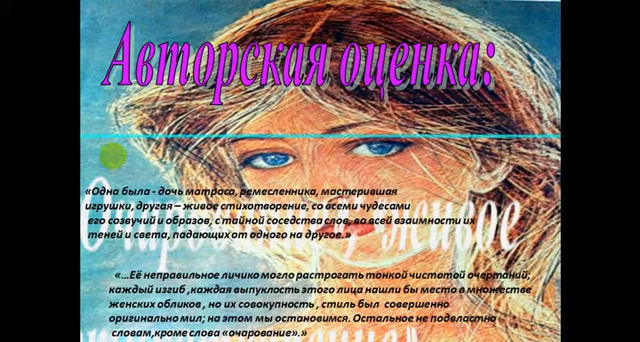 Авторская оценка:
«Одна была - дочь матроса, ремесленника, мастерившая
игрушки, другая – живое стихотворение, со всеми чудесами
его созвучий и образов, с тайной соседства слов, во всей взаимности их
теней и света, падающих от одного на другое.»
живое
«...Её неправильное личико могло растрогать тонкой чистотой очертаний;
каждый изгиб ,каждая выпуклость этого лица нашли бы место в множестве
женских обликов , но их совокупность , стиль был совершенно
оригинально мил; на этом мы остановимся. Остальное не подвластно
словам,кроме слова «очарование».»